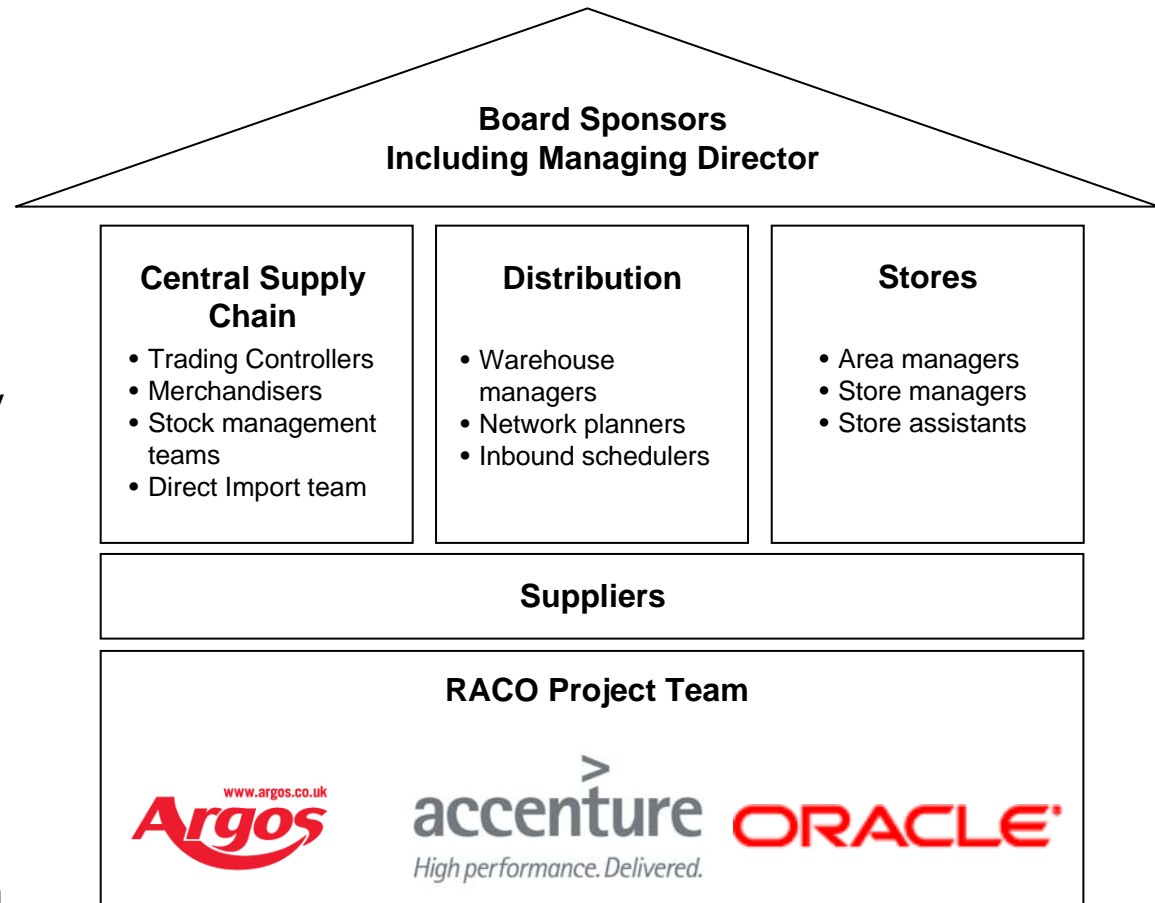 Board Sponsors
Including Managing Director
Central Supply
Chain
• Trading Controllers
• Merchandisers
• Stock management
teams
• Direct Import team
Distribution
• Warehouse
managers
• Network planners
• Inbound schedulers
Stores
• Area managers
• Store managers
• Store assistants
Suppliers
RACO Project Team
www.argos.co.uk
Argos
>
accenture
High performance. Delivered.
ORACLE